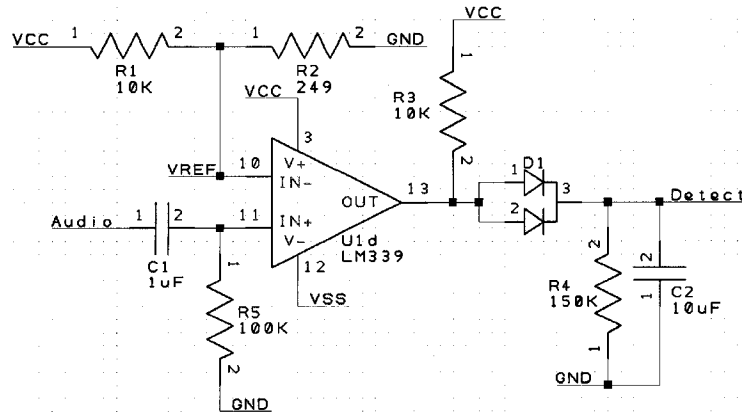 VCC
1 2
R1
10K
1 2
R2
249
GND
VCC
VCC
1
R3
10K
2
3
VREF
10
V+
IN-
OUT
13
IN+
V-
11
U1d
LM339
12
VSS
Audio
1 2
C1
1uF
1
R5
100K
2
GND
D1
1
2
3
Detect
2
R4
150K
1
2
1
C2
10uF
GND